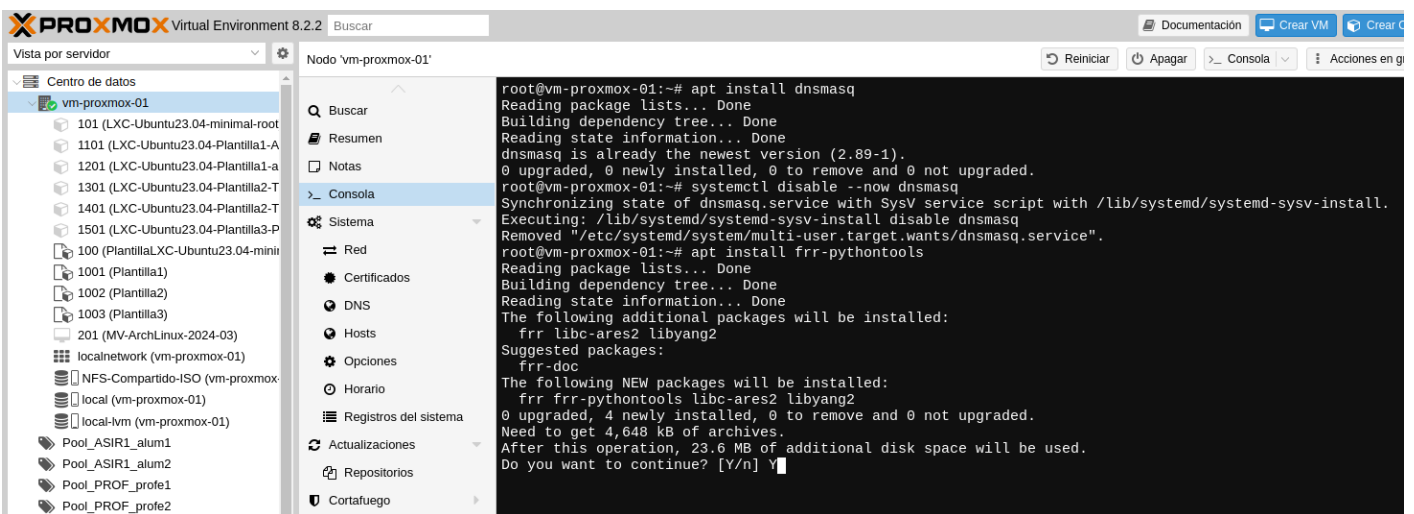 PROXMOX Virtual Environment 8.2.2 Buscar
Documentación Crear VM Crear C
Vista por servidor
Nodo 'vm-proxmox-01'
Reiniciar Apagar >_ Consola Acciones en gr
Centro de datos
vm-proxmox-01
101 (LXC-Ubuntu23.04-minimal-root
1101 (LXC-Ubuntu23.04-Plantilla1-A
1201 (LXC-Ubuntu23.04-Plantilla1-a
1301 (LXC-Ubuntu23.04-Plantilla2-T
1401 (LXC-Ubuntu23.04-Plantilla2-T
1501 (LXC-Ubuntu23.04-Plantilla3-P
100 (PlantillaLXC-Ubuntu23.04-minin
1001 (Plantilla1)
1002 (Plantilla2)
1003 (Plantilla3)
201 (MV-ArchLinux-2024-03)
localnetwork (vm-proxmox-01)
NFS-Compartido-ISO (vm-proxmox-
local (vm-proxmox-01)
local-lvm (vm-proxmox-01)
Pool_ASIR1_alum1
Pool_ASIR1_alum2
Pool_PROF_profe1
Pool_PROF_profe2
Buscar
Resumen
Notas
>_ Consola
Sistema
Red
Certificados
DNS
Hosts
Opciones
Horario
Registros del sistema
Actualizaciones
Repositorios
Cortafuego
root@vm-proxmox-01:~# apt install dnsmasq
Reading package lists... Done
Building dependency tree... Done
Reading state information... Done
dnsmasq is already the newest version (2.89-1).
0 upgraded, 0 newly installed, 0 to remove and 0 not upgraded.
root@vm-proxmox-01:~# systemctl disable --now dnsmasq
Synchronizing state of dnsmasq.service with SysV service script with /lib/systemd/systemd-sysv-install.
Executing: /lib/systemd/systemd-sysv-install disable dnsmasq
Removed "/etc/systemd/system/multi-user.target.wants/dnsmasq.service".
root@vm-proxmox-01:~# apt install frr-pythontools
Reading package lists... Done
Building dependency tree... Done
Reading state information... Done
The following additional packages will be installed:
  frr libc-ares2 libyang2
Suggested packages:
  frr-doc
The following NEW packages will be installed:
  frr frr-pythontools libc-ares2 libyang2
0 upgraded, 4 newly installed, 0 to remove and 0 not upgraded.
Need to get 4,648 kB of archives.
After this operation, 23.6 MB of additional disk space will be used.
Do you want to continue? [Y/n] Y